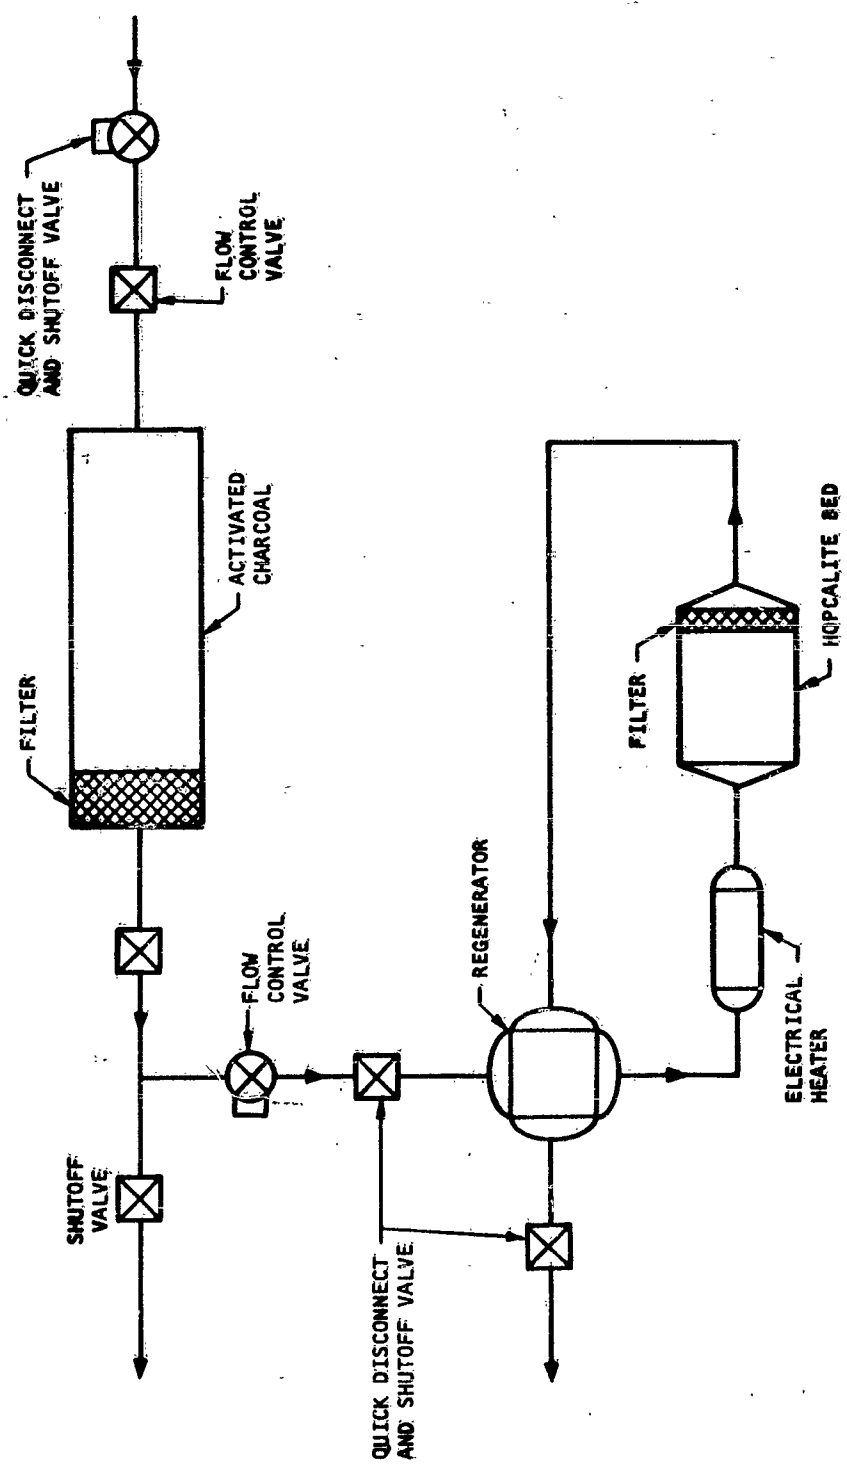 QUICK DISCONNECT
AND SHUTOFF VALVE
FLOW
CONTROL
VALVE
FILTER
ACTIVATED
CHARCOAL
FLOW
CONTROL
VALVE
SHUTOFF
VALVE
QUICK DISCONNECT
AND SHUTOFF VALVE
REGENERATOR
FILTER
HOPCALITE BED
ELECTRICAL
HEATER